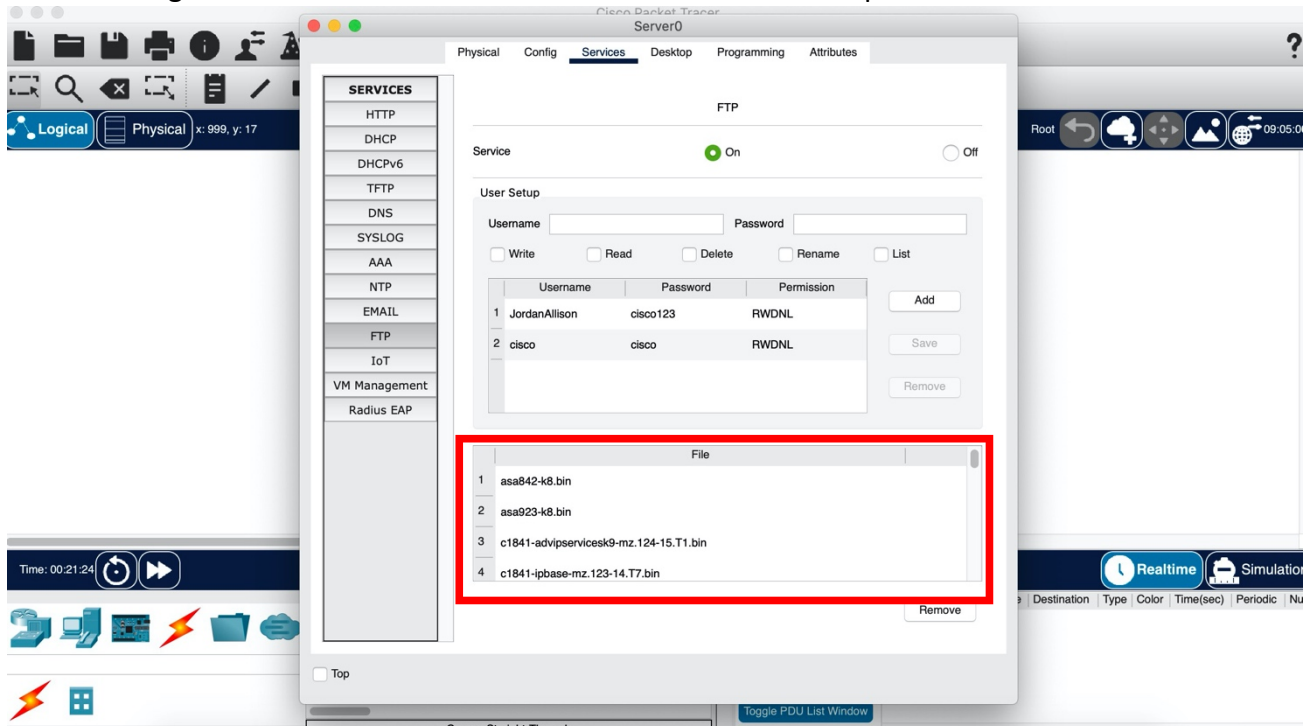 Cisco Packet Tracer
Server0
Physical Config Services Desktop Programming Attributes
?
SERVICES
HTTP
DHCP
DHCPv6
TFTP
DNS
SYSLOG
AAA
NTP
EMAIL
FTP
IoT
VM Management
Radius EAP
Logical Physical x: 999, y: 17
Root 09:05:00
FTP
Service On Off
User Setup
Username Password
Write Read Delete Rename List
Username Password Permission
1 JordanAllison cisco123 RWDNL
2 cisco cisco RWDNL
Add
Save
Remove
File
1 asa842-k8.bin
2 asa923-k8.bin
3 c1841-advipservicesk9-mz.124-15.T1.bin
4 c1841-ipbase-mz.123-14.T7.bin
Remove
Top
Time: 00:21:24
Realtime Simulation
Destination Type Color Time(sec) Periodic Nu
Toggle PDU List Window